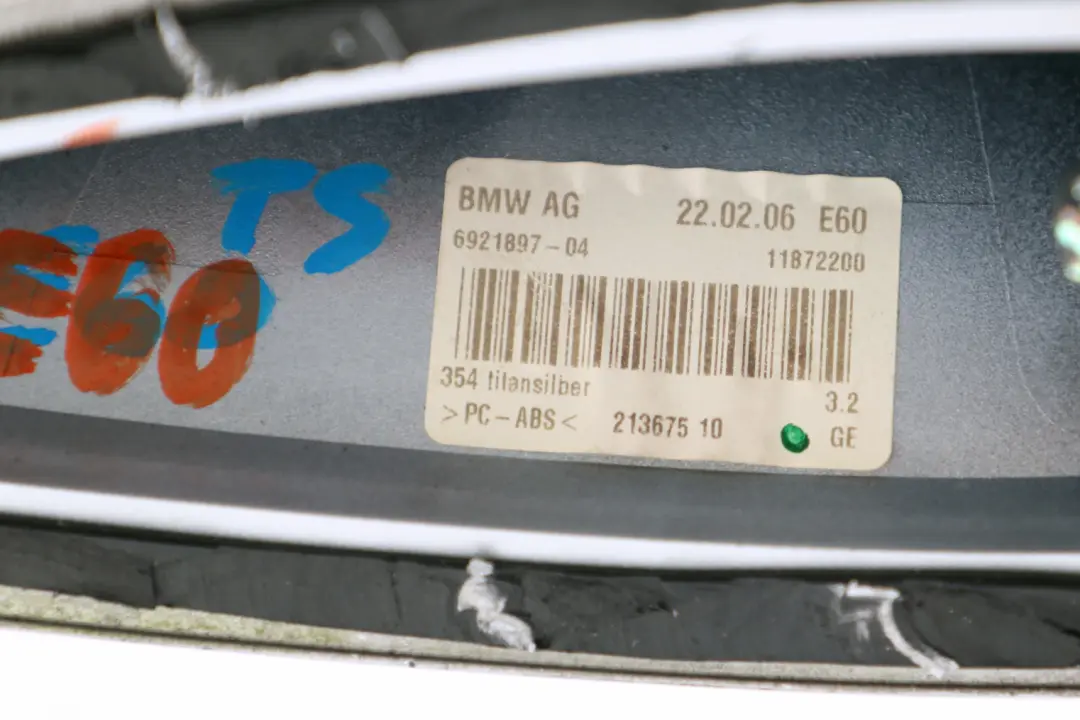 TS
E60
BMW AG 22.02.06 E60
6921897-04 11872200
354 titansilber 3.2
>PC-ABS< 213675 10 GE